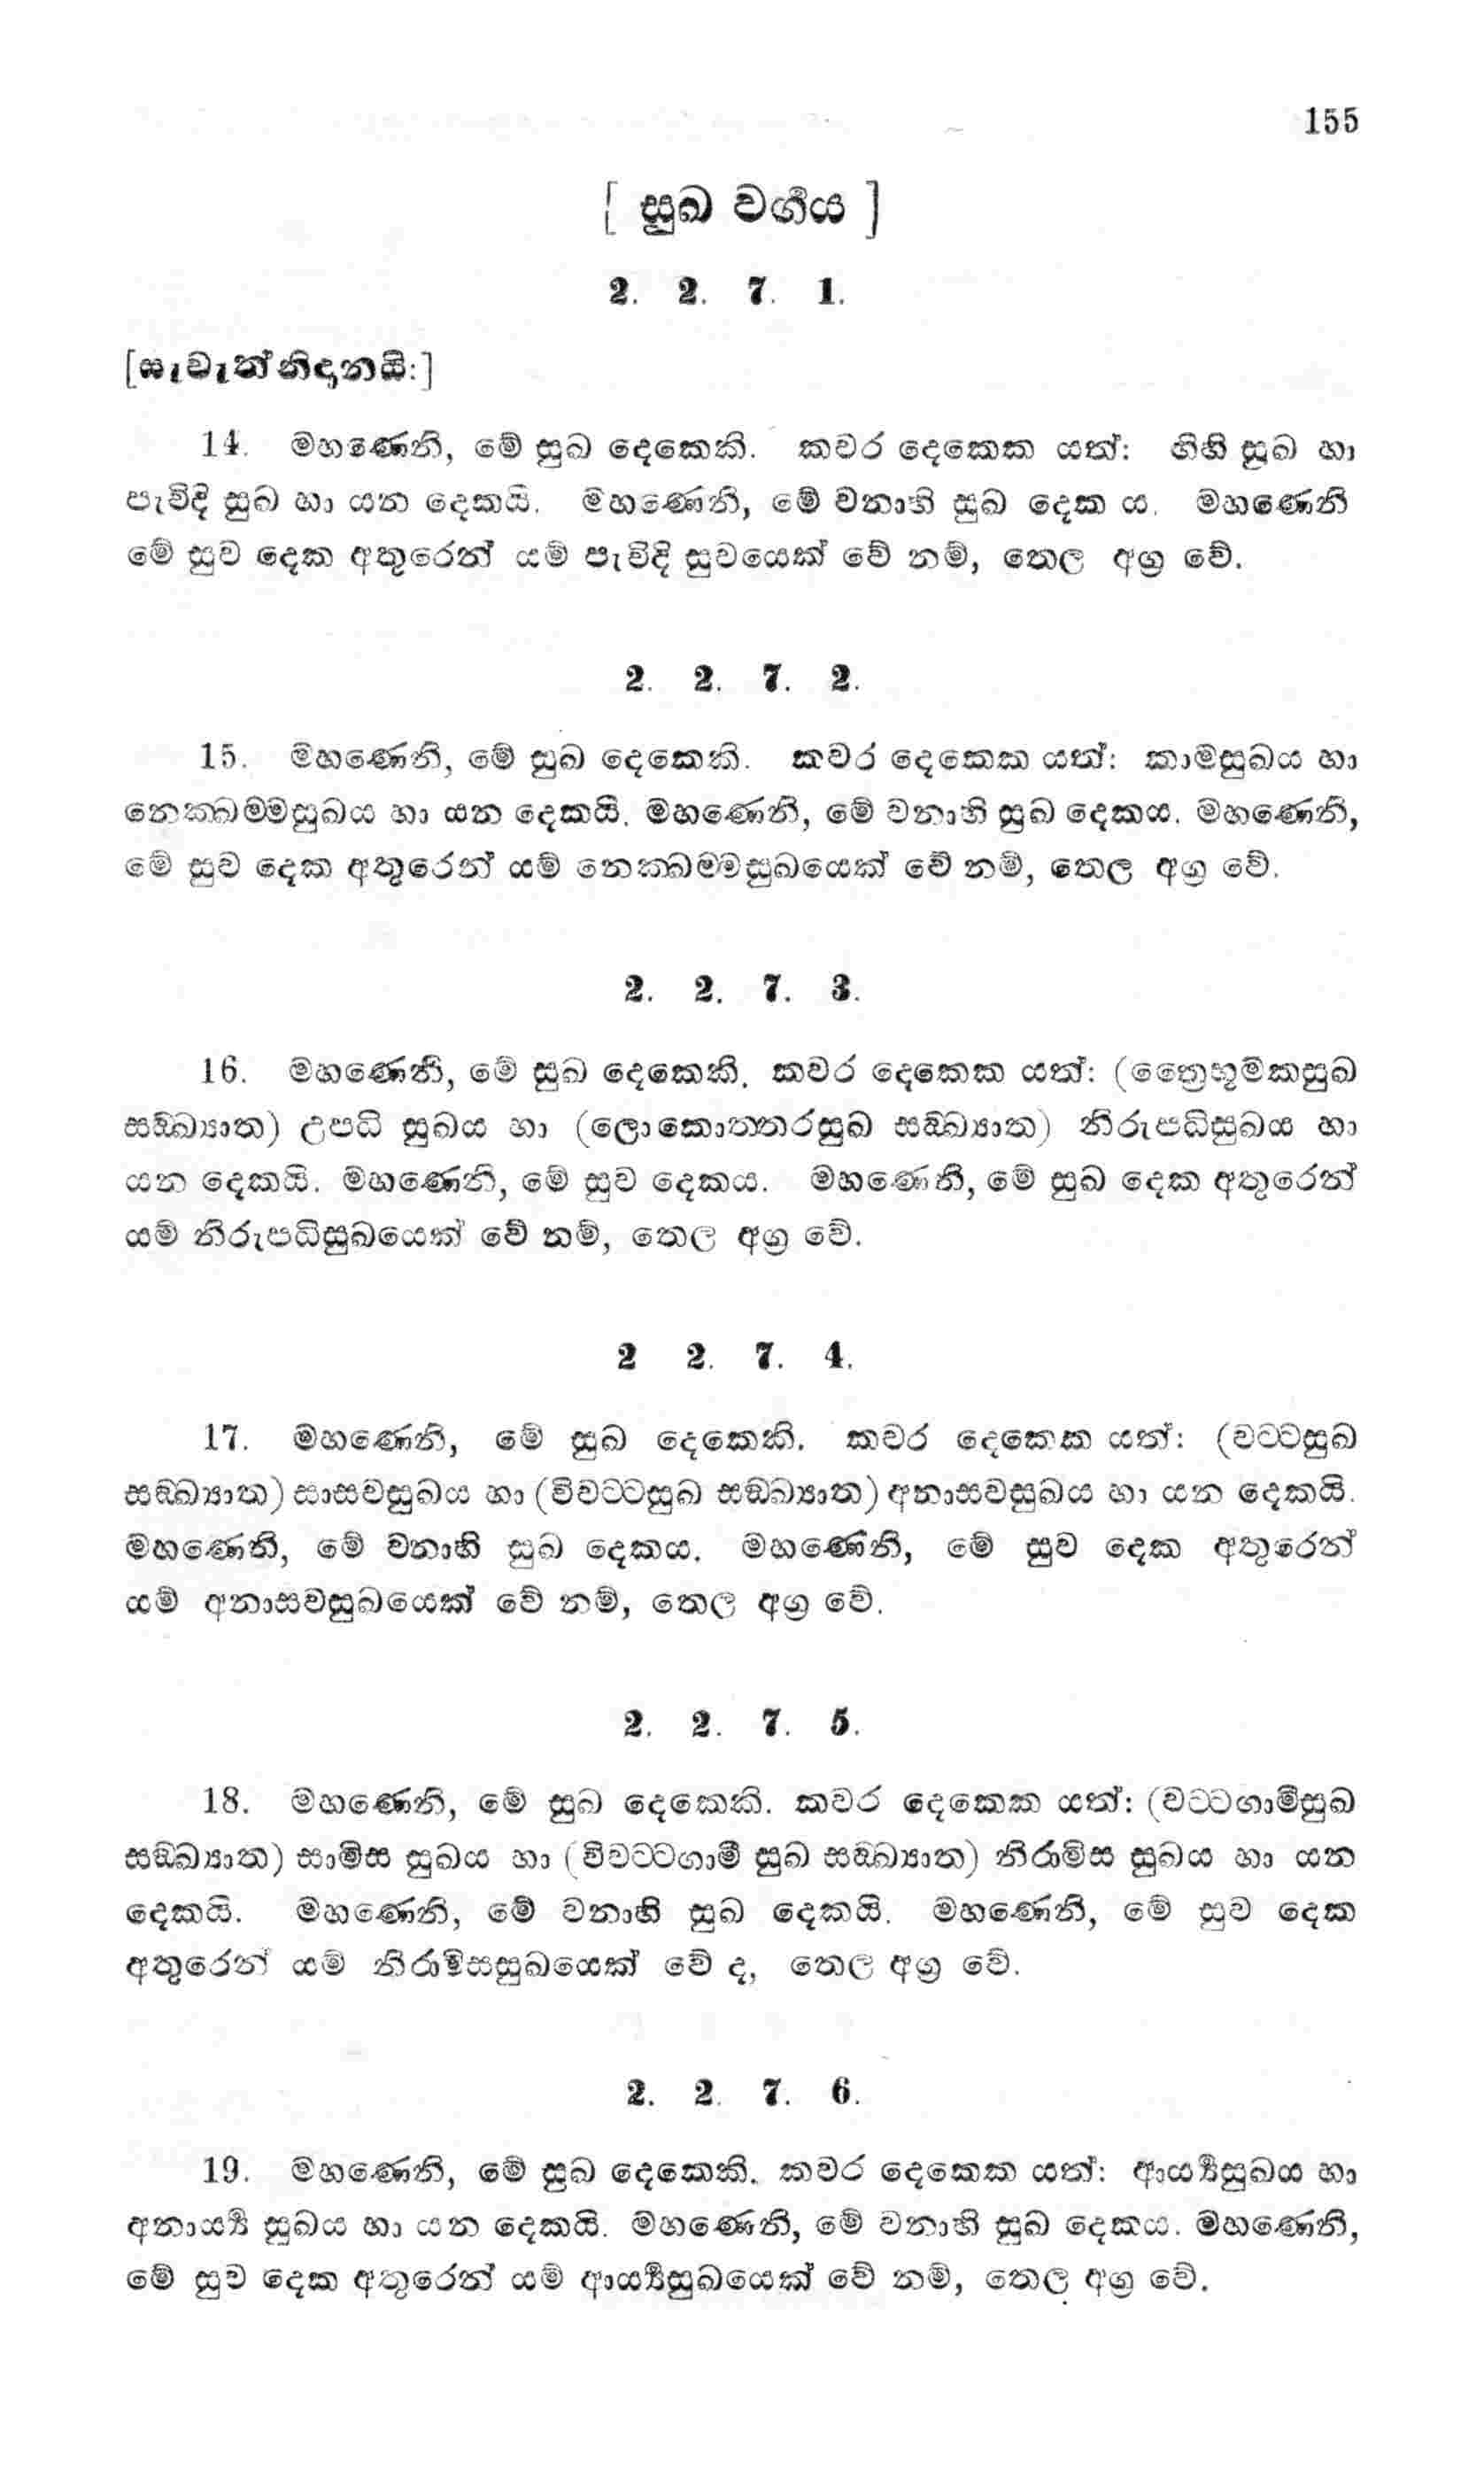 155
[ සුඛ වර්‍ගය ]
2. 2. 7. 1.
[සැවැත්නිදානයි:]
14. මහණෙනි, මේ සුඛ දෙකෙකි. කවර දෙකෙක යත්: ගිහි සුඛ හා
පැවිදි සුඛ හා යන දෙකයි. මහණෙනි, මේ වනාහි සුඛ දෙක ය. මහණෙනි
මේ සුව දෙක අතුරෙන් යම් පැවිදි සුවයෙක් වේ නම්, තෙල අග්‍ර වේ.
2. 2. 7. 2.
15. මහණෙනි, මේ සුඛ දෙකෙකි. කවර දෙකෙක යත්: කාමසුඛය හා
නෙක්ඛම්මසුඛය හා යන දෙකයි. මහණෙනි, මේ වනාහි සුඛ දෙකය. මහණෙනි,
මේ සුව දෙක අතුරෙන් යම් නෙක්ඛම්මසුඛයෙක් වේ නම්, තෙල අග්‍ර වේ.
2. 2. 7. 3.
16. මහණෙනි, මේ සුඛ දෙකෙකි. කවර දෙකෙක යත්: (ත්‍රෛභූමිකසුඛ
සඞ්ඛ්‍යාත) උපධි සුඛය හා (ලොකොත්තරසුඛ සඞ්ඛ්‍යාත) නිරුපධිසුඛය හා
යන දෙකයි. මහණෙනි, මේ සුව දෙකය. මහණෙනි, මේ සුඛ දෙක අතුරෙන්
යම් නිරුපධිසුඛයෙක් වේ නම්, තෙල අග්‍ර වේ.
2 2. 7. 4.
17. මහණෙනි, මේ සුඛ දෙකෙකි. කවර දෙකෙක යත්: (වට්ටසුඛ
සඞ්ඛ්‍යාත) සාසවසුඛය හා (විවට්ටසුඛ සඞ්ඛ්‍යාත) අනාසවසුඛය හා යන දෙකයි.
මහණෙනි, මේ වනාහි සුඛ දෙකය. මහණෙනි, මේ සුව දෙක අතුරෙන්
යම් අනාසවසුඛයෙක් වේ නම්, තෙල අග්‍ර වේ.
2. 2. 7. 5.
18. මහණෙනි, මේ සුඛ දෙකෙකි. කවර දෙකෙක යත්: (වට්ටගාමීසුඛ
සඞ්ඛ්‍යාත) සාමිස සුඛය හා (විවට්ටගාමී සුඛ සඞ්ඛ්‍යාත) නිරාමිස සුඛය හා යන
දෙකයි. මහණෙනි, මේ වනාහි සුඛ දෙකයි. මහණෙනි, මේ සුව දෙක
අතුරෙන් යම් නිරාමිසසුඛයෙක් වේ ද, තෙල අග්‍ර වේ.
2. 2. 7. 6.
19. මහණෙනි, මේ සුඛ දෙකෙකි. කවර දෙකෙක යත්: ආර්‍ය්‍යසුඛය හා
අනාර්‍ය්‍ය සුඛය හා යන දෙකයි. මහණෙනි, මේ වනාහි සුඛ දෙකය. මහණෙනි,
මේ සුව දෙක අතුරෙන් යම් ආර්‍ය්‍යසුඛයෙක් වේ නම්, තෙල අග්‍ර වේ.